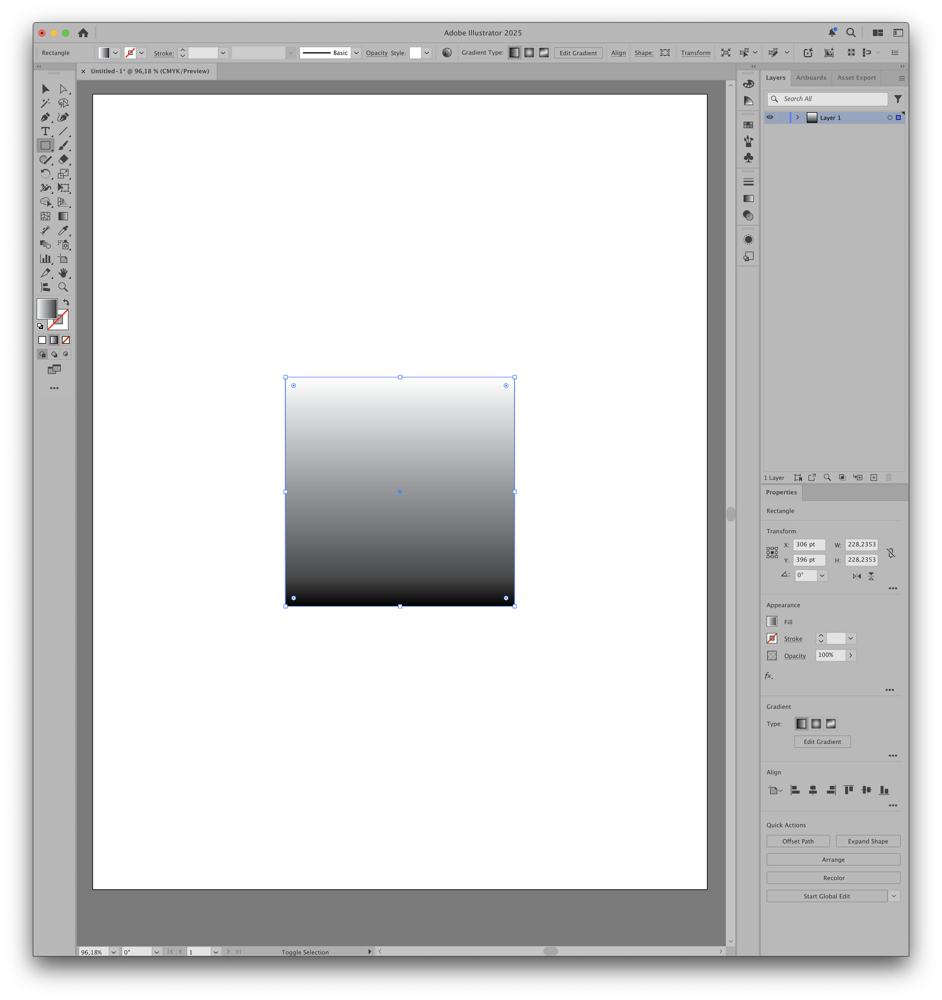 Adobe Illustrator 2025
Rectangle Stroke: Basic Opacity Style: Gradient Type: Edit Gradient Align Shape: Transform
Untitled-1* @ 96,18 % (CMYK/Preview)
Layers Artboards Asset Export
Search All
Layer 1
1 Layer
Properties
Rectangle
Transform
X: 306 pt W: 228,2353
Y: 396 pt H: 228,2353
0°
Appearance
Fill
Stroke
Opacity 100%
fx.
Gradient
Type:
Edit Gradient
Align
Quick Actions
Offset Path Expand Shape
Arrange
Recolor
Start Global Edit
96,18% 0° 1 Toggle Selection